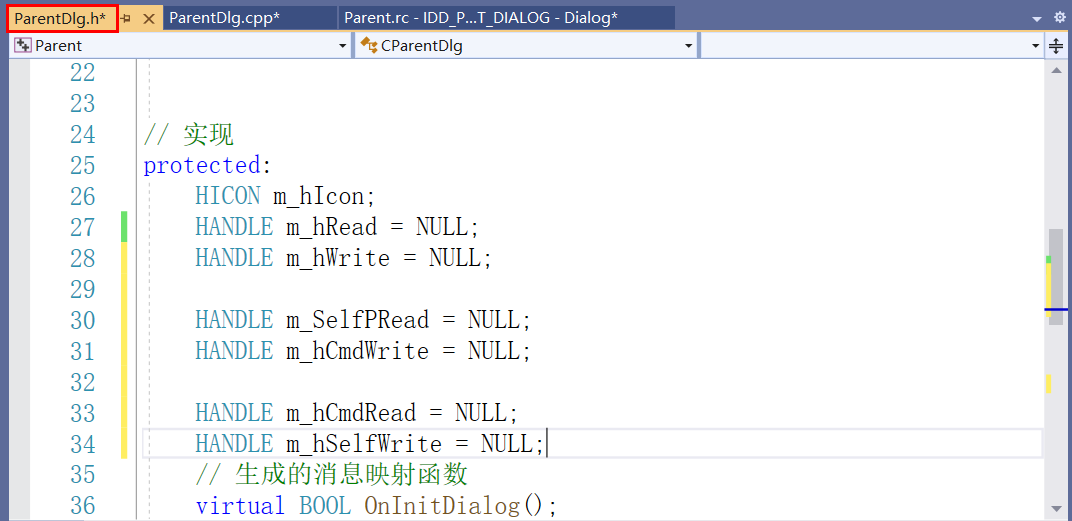 ParentDlg.h*
ParentDlg.cpp*
Parent.rc - IDD_P...T_DIALOG - Dialog*
Parent
CParentDlg
22
23
24 // 实现
25 protected:
26 HICON m_hIcon;
27 HANDLE m_hRead = NULL;
28 HANDLE m_hWrite = NULL;
29
30 HANDLE m_SelfPRead = NULL;
31 HANDLE m_hCmdWrite = NULL;
32
33 HANDLE m_hCmdRead = NULL;
34 HANDLE m_hSelfWrite = NULL;
35 // 生成的消息映射函数
36 virtual BOOL OnInitDialog();